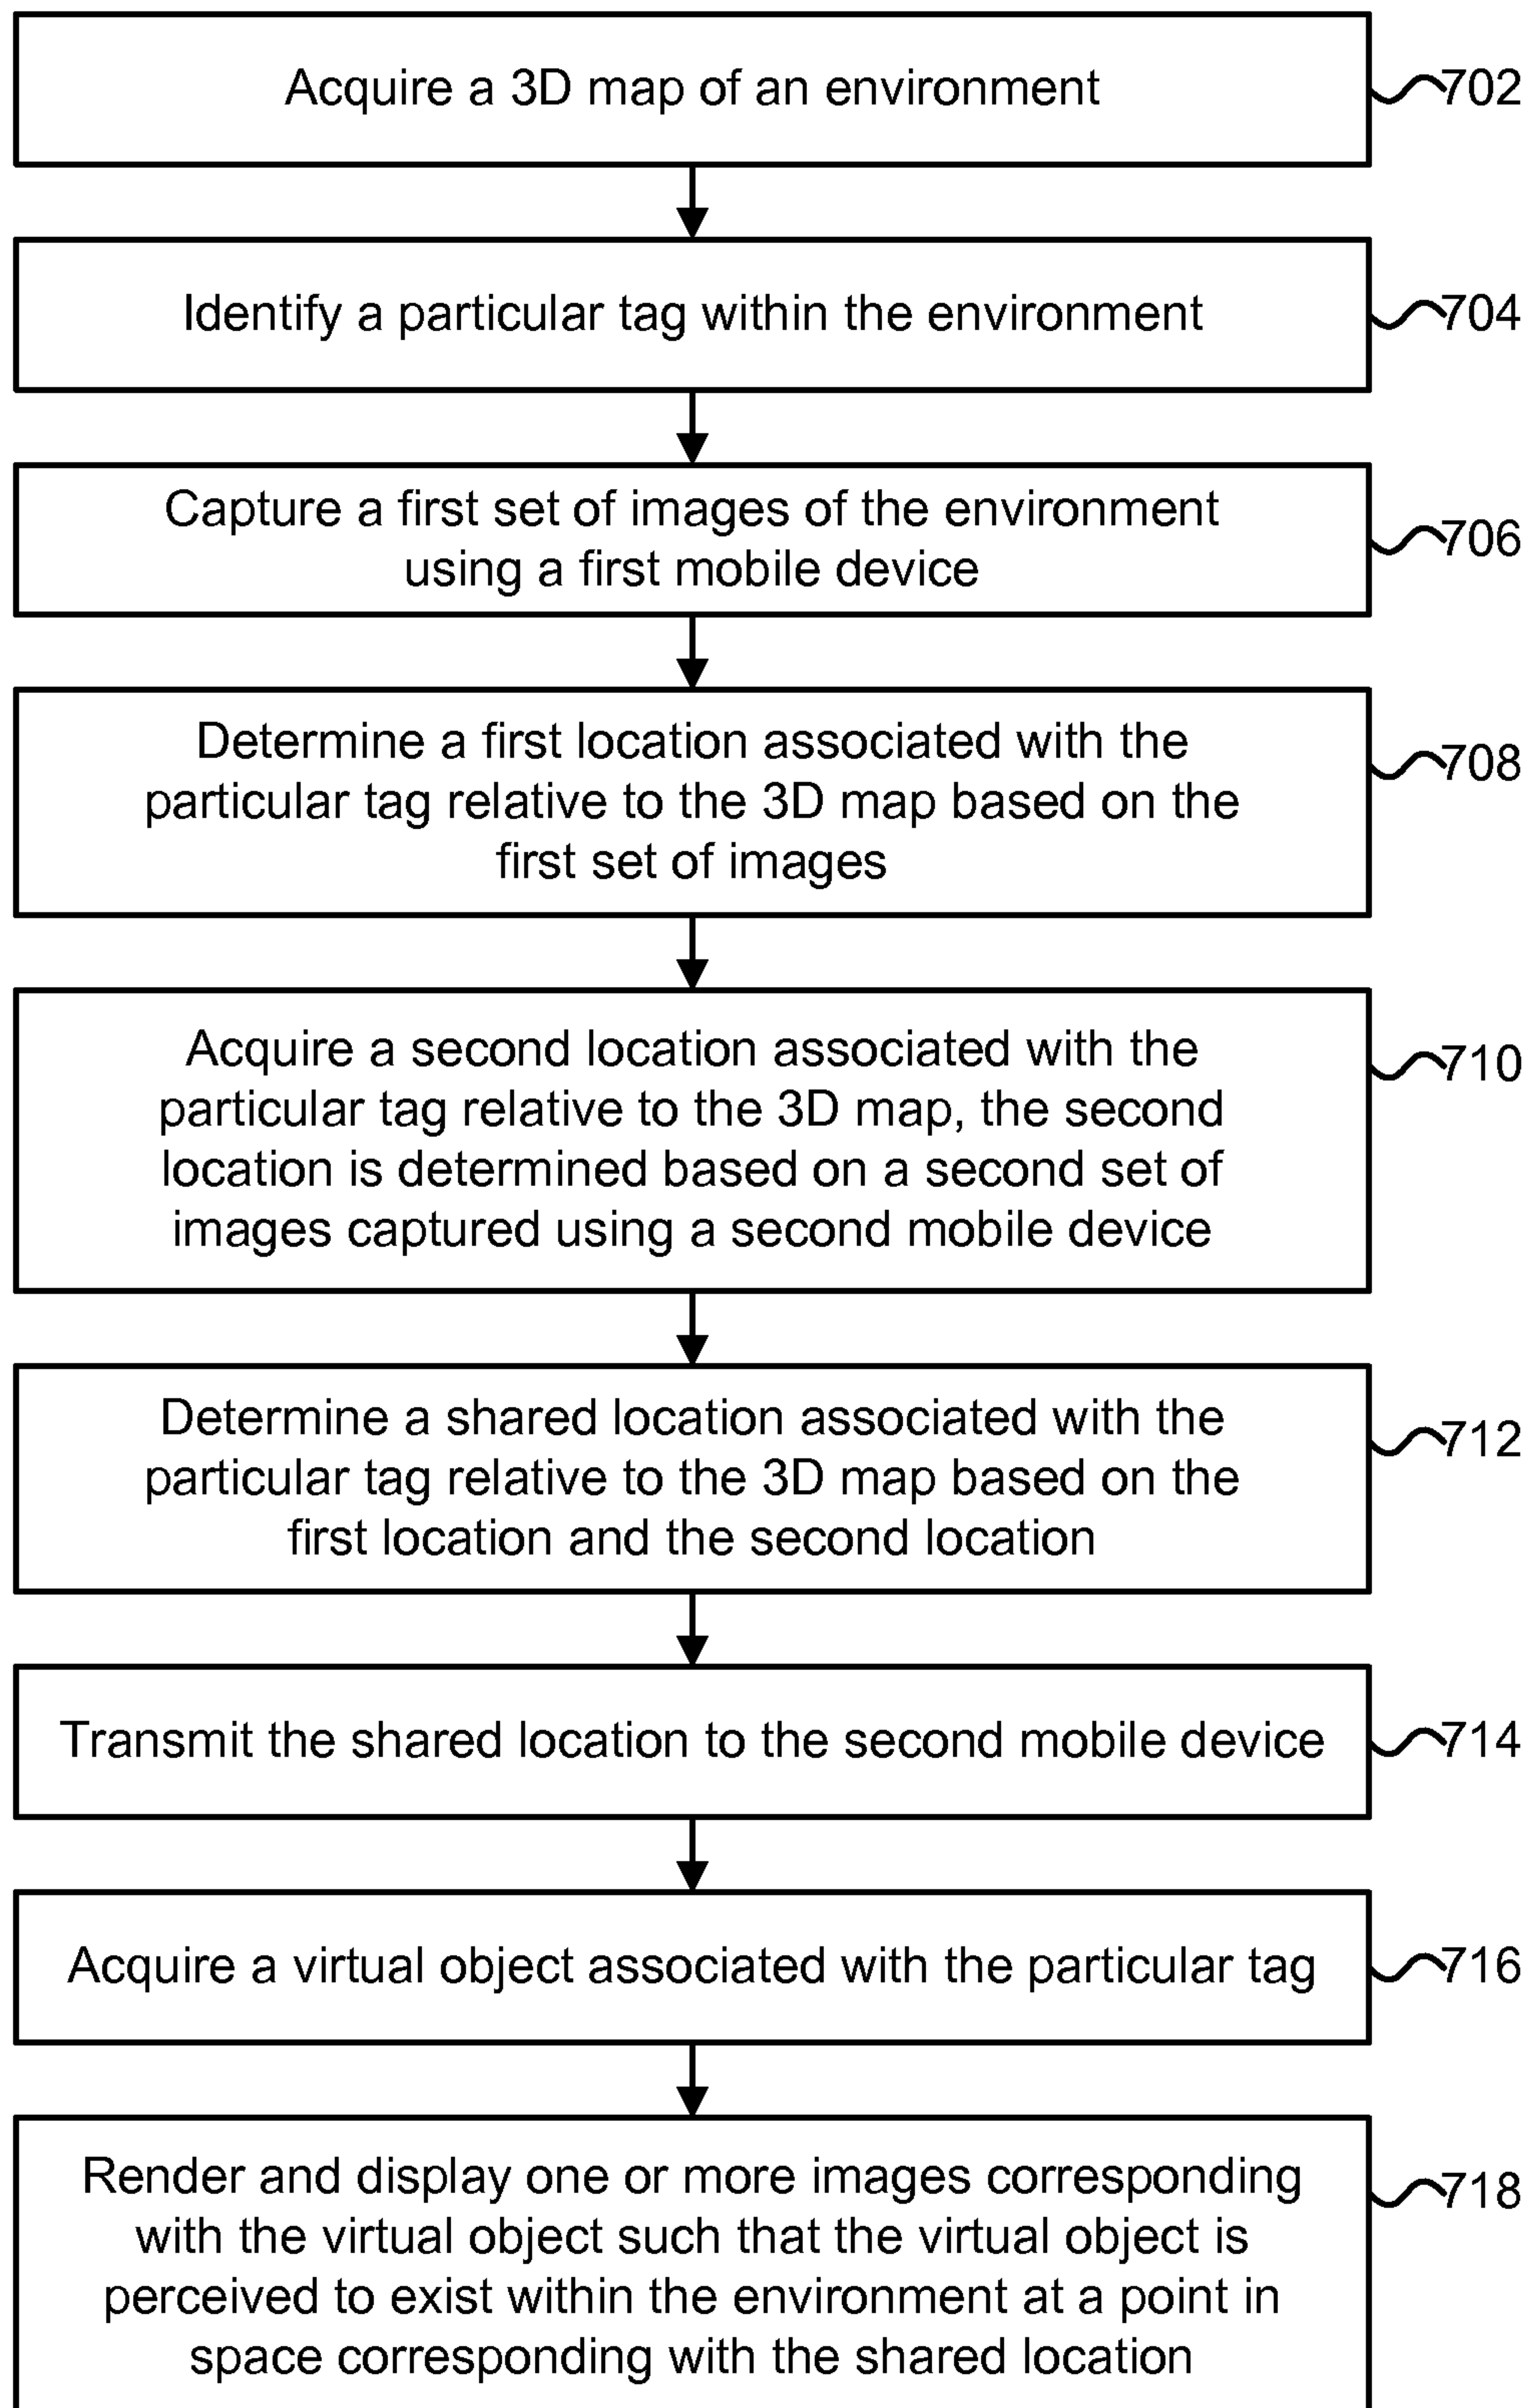 Acquire a 3D map of an environment
702
Identify a particular tag within the environment
704
Capture a first set of images of the environment
using a first mobile device
706
Determine a first location associated with the
particular tag relative to the 3D map based on the
first set of images
708
Acquire a second location associated with the
particular tag relative to the 3D map, the second
location is determined based on a second set of
images captured using a second mobile device
710
Determine a shared location associated with the
particular tag relative to the 3D map based on the
first location and the second location
712
Transmit the shared location to the second mobile device
714
Acquire a virtual object associated with the particular tag
716
Render and display one or more images corresponding
with the virtual object such that the virtual object is
perceived to exist within the environment at a point in
space corresponding with the shared location
718